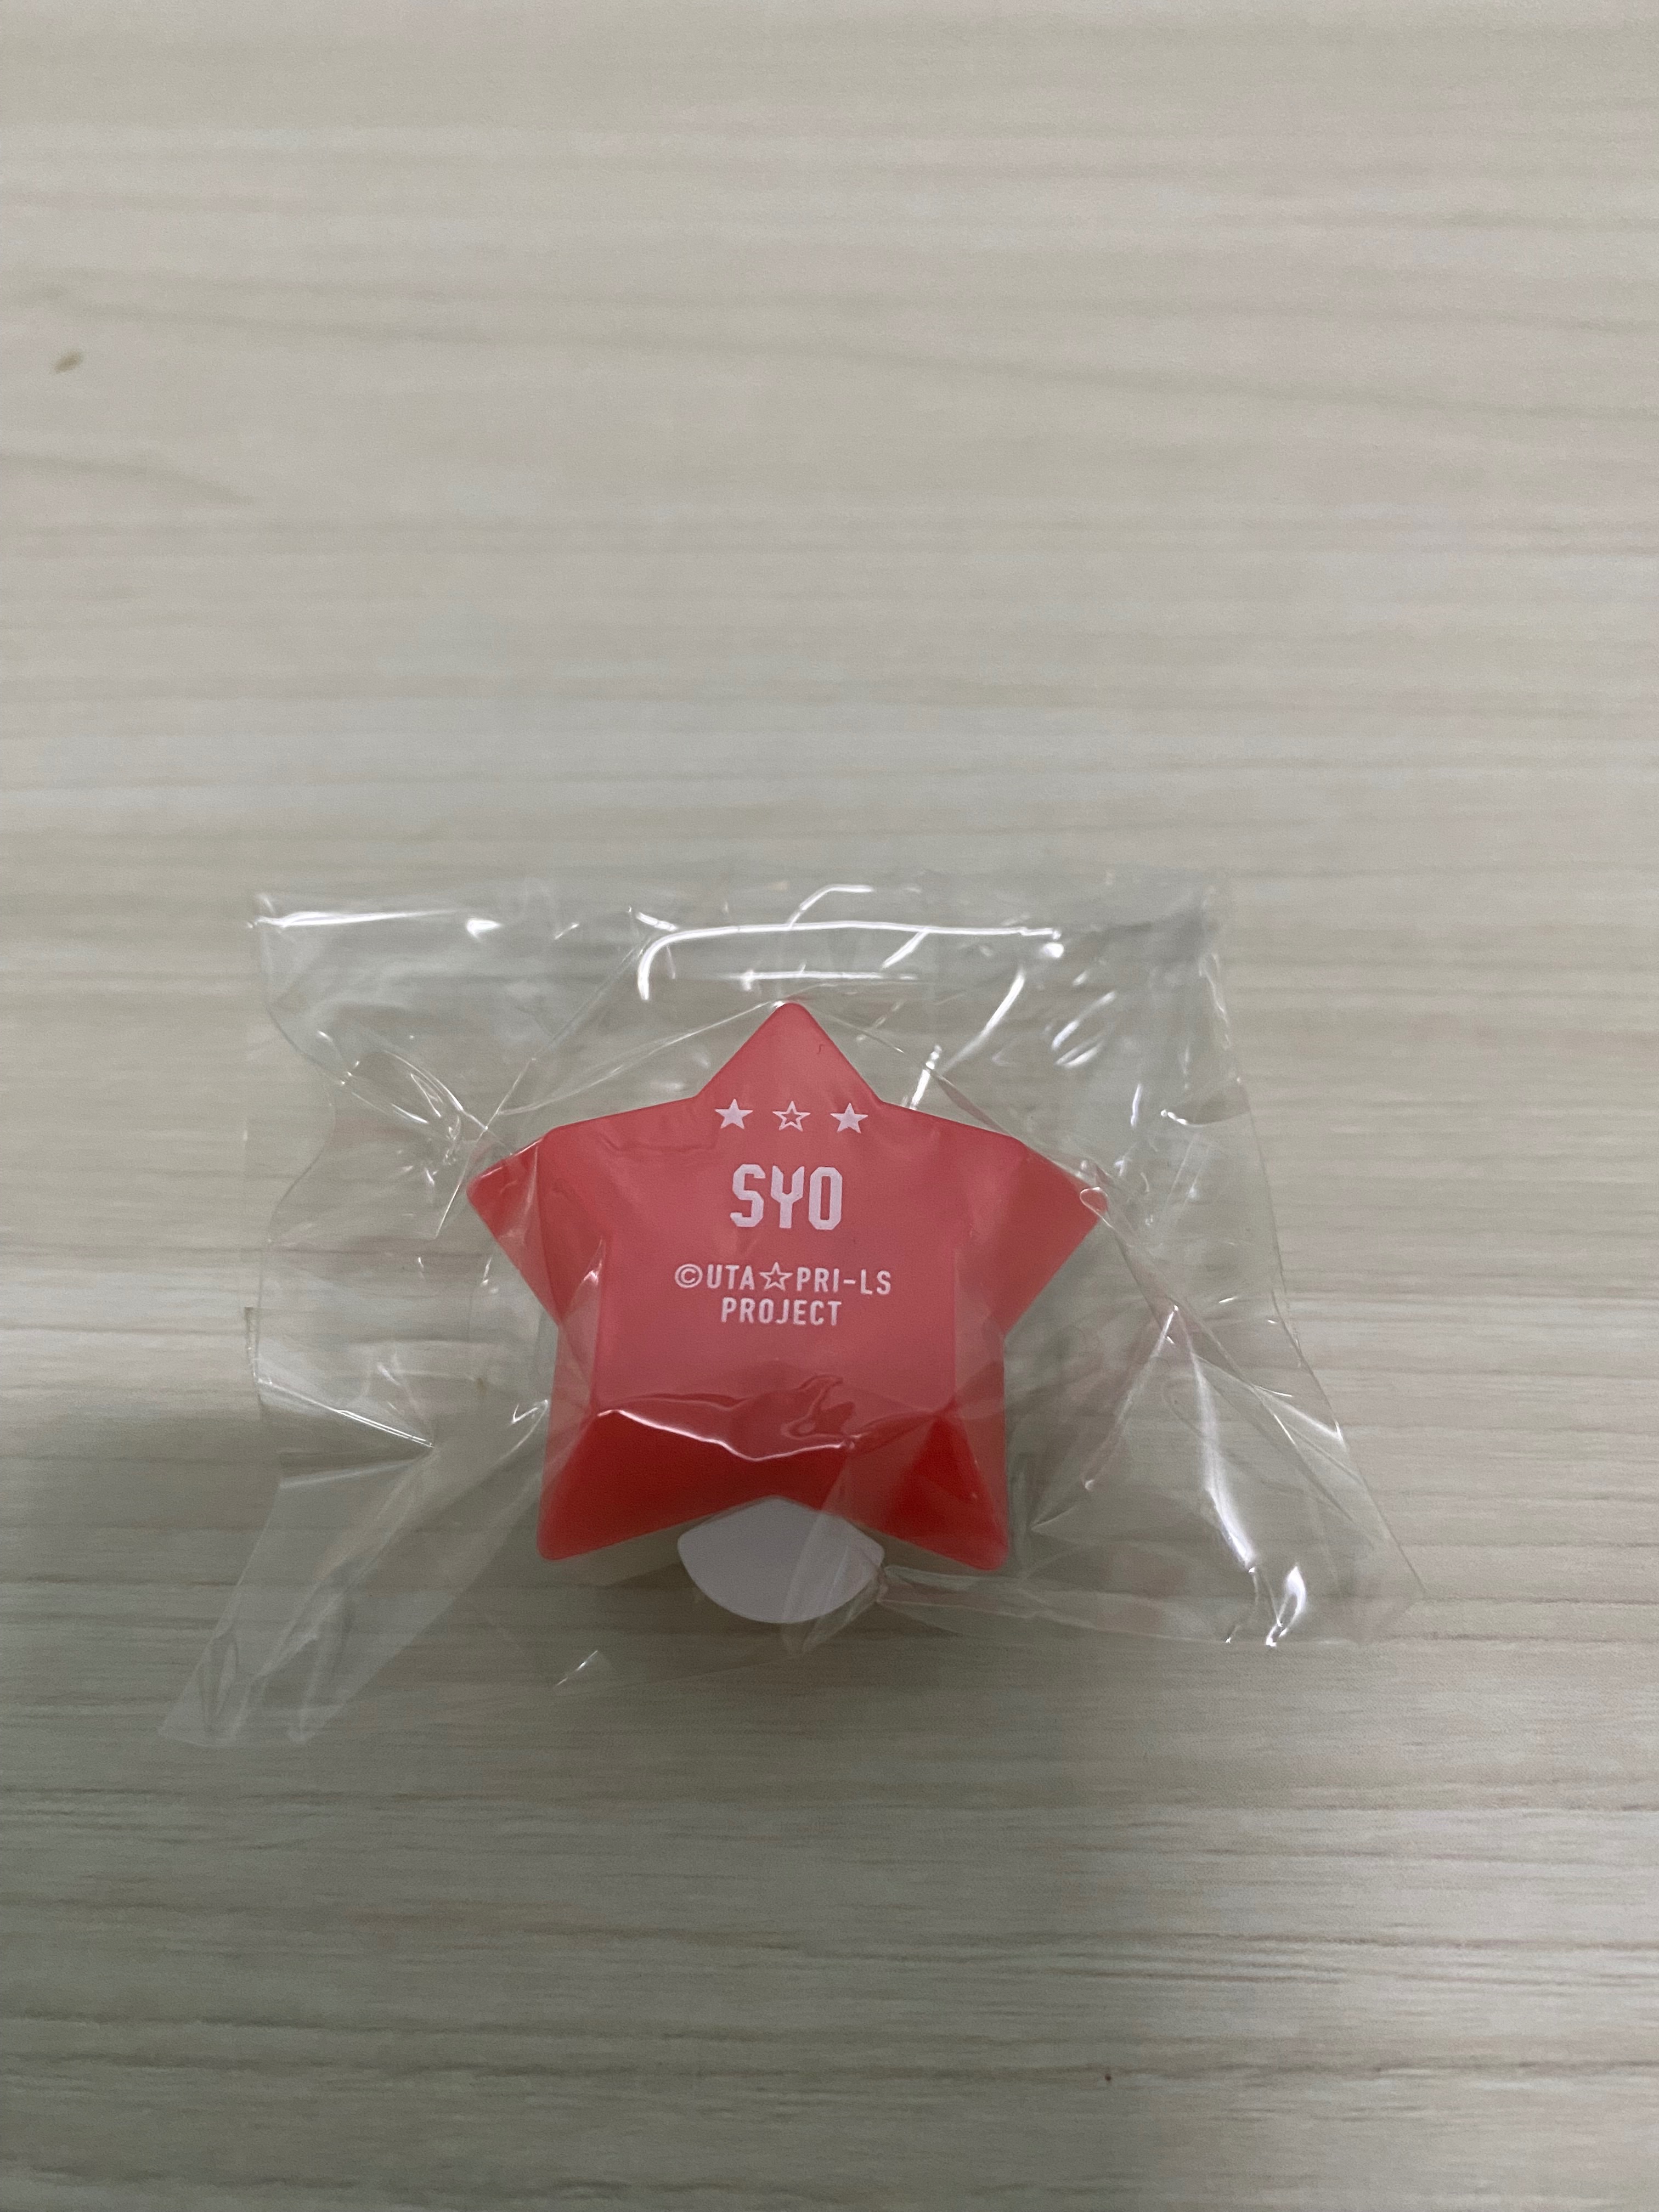 ★ ☆ ★
SYO
©UTA☆PRI-LS
PROJECT